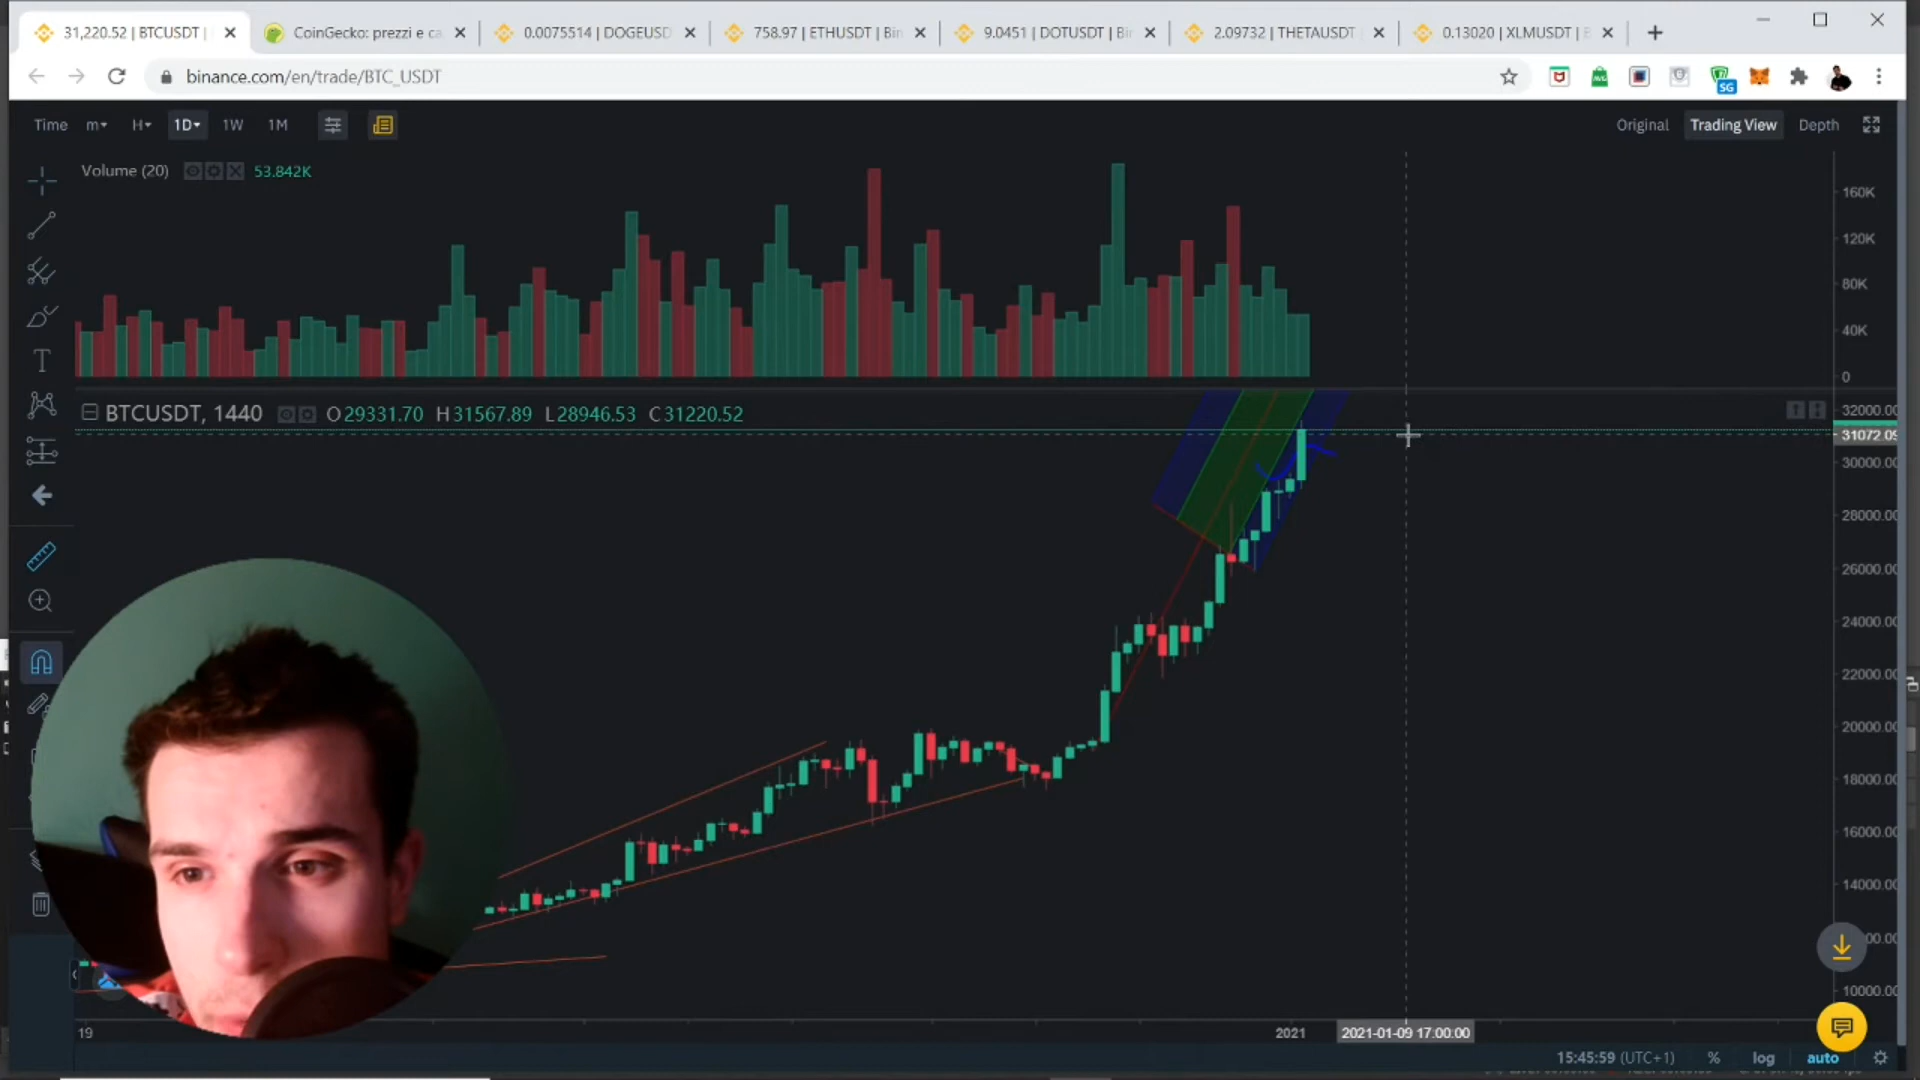 31,220.52 | BTCUSDT |
CoinGecko: prezzi e ca
0.0075514 | DOGEUSD
758.97 | ETHUSDT | Bin
9.0451 | DOTUSDT | Bi
2.09732 | THETAUSDT
0.13020 | XLMUSDT | B
binance.com/en/trade/BTC_USDT
SG
Time m H 1D 1W 1M
Original Trading View Depth
Volume (20) 53.842K
160K
120K
80K
40K
0
BTCUSDT, 1440 O29331.70 H31567.89 L28946.53 C31220.52
32000.00
31072.09
30000.00
28000.00
26000.00
24000.00
22000.00
20000.00
18000.00
16000.00
14000.00
10000.00
19 2021 2021-01-09 17:00:00
15:45:59 (UTC+1) % log auto